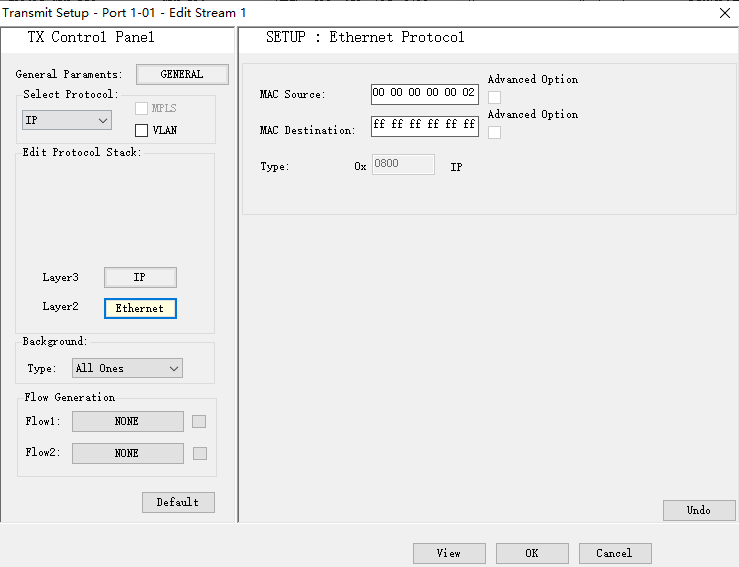 Transmit Setup - Port 1-01 - Edit Stream 1
TX Control Panel
General Paraments:
GENERAL
Select Protocol:
IP
MPLS
VLAN
Edit Protocol Stack:
Layer3
IP
Layer2
Ethernet
Background:
Type:
All Ones
Flow Generation
Flow1:
NONE
Flow2:
NONE
Default
SETUP : Ethernet Protocol
MAC Source:
00 00 00 00 00 02
Advanced Option
MAC Destination:
ff ff ff ff ff ff
Advanced Option
Type:
0x
0800
IP
Undo
View
OK
Cancel